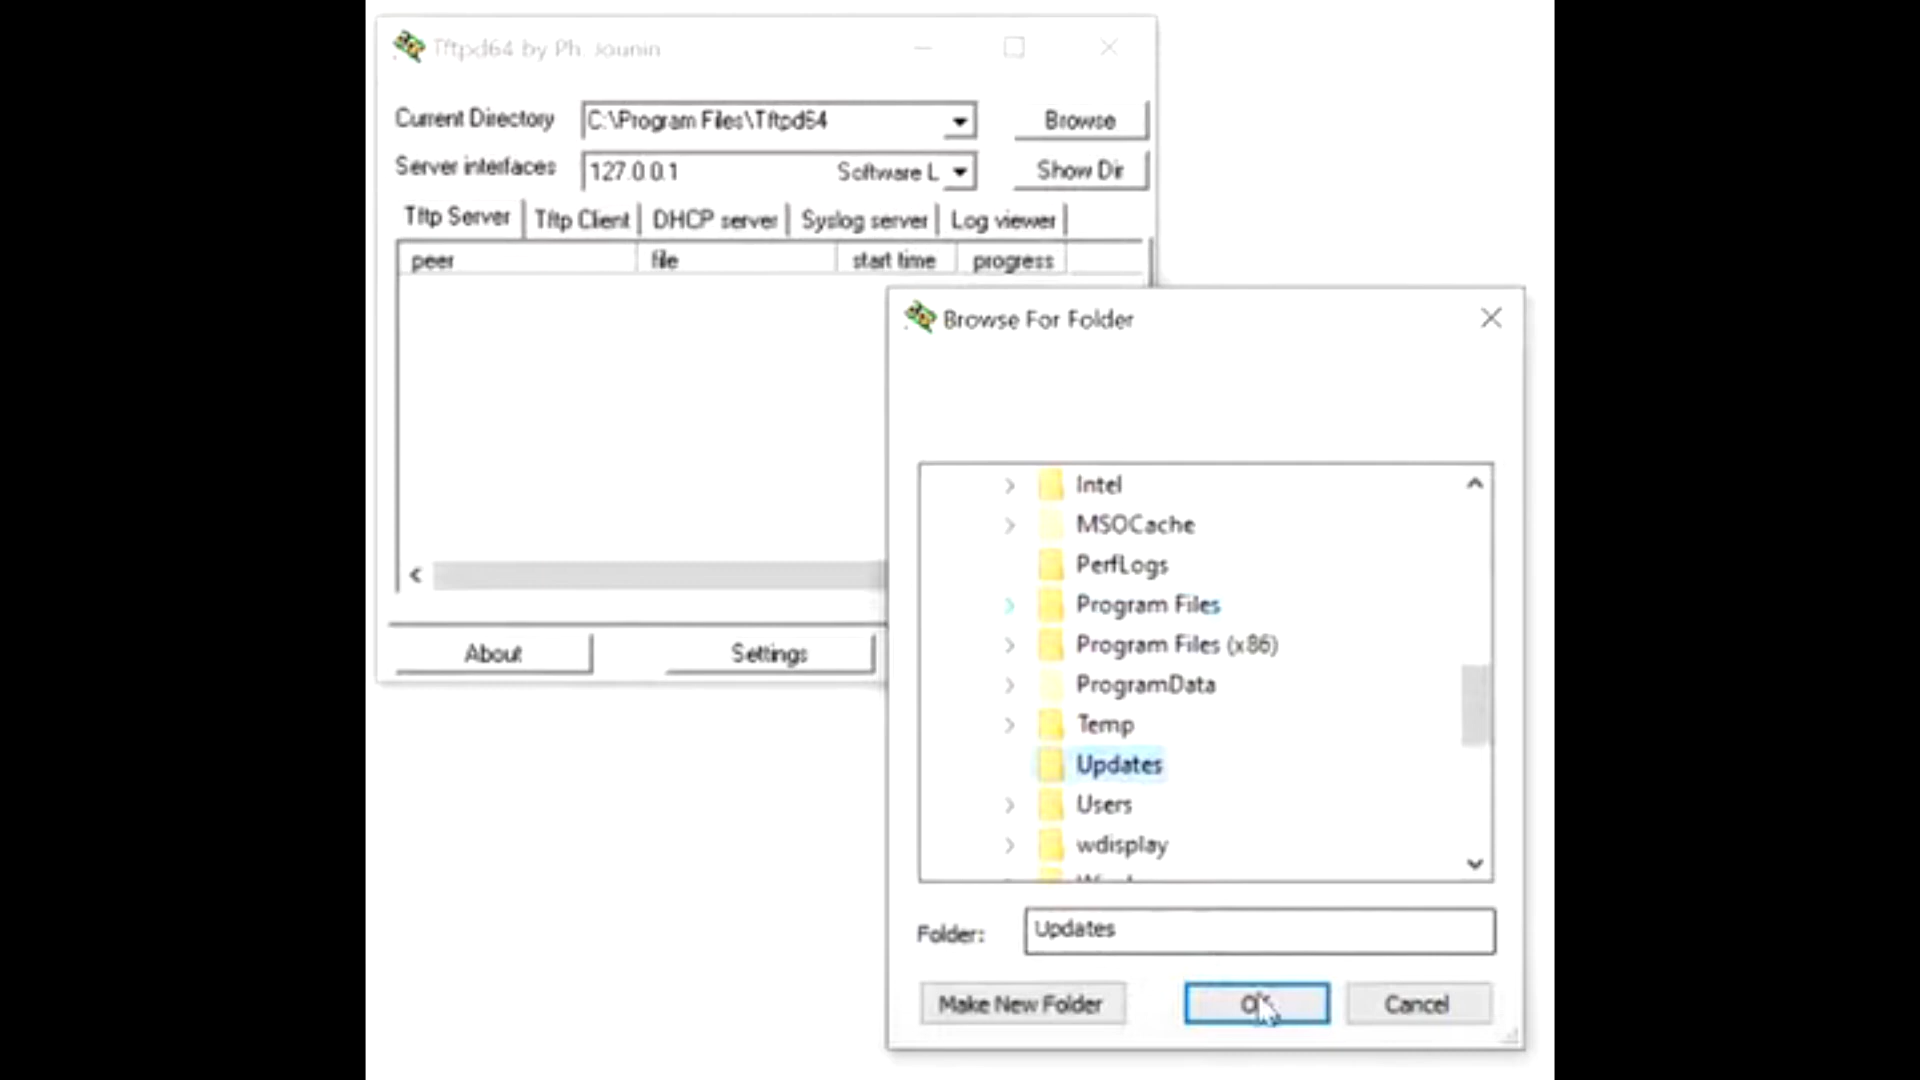 Tftpd64 by Ph. Jounin
Current Directory C:\Program Files\Tftpd64 Browse
Server interfaces 127.0.0.1 Software L Show Dir
Tftp Server Tftp Client DHCP server Syslog server Log viewer
peer file start time progress
About Settings
Browse For Folder
Intel
MSOCache
PerfLogs
Program Files
Program Files (x86)
ProgramData
Temp
Updates
Users
wdisplay
Folder: Updates
Make New Folder OK Cancel